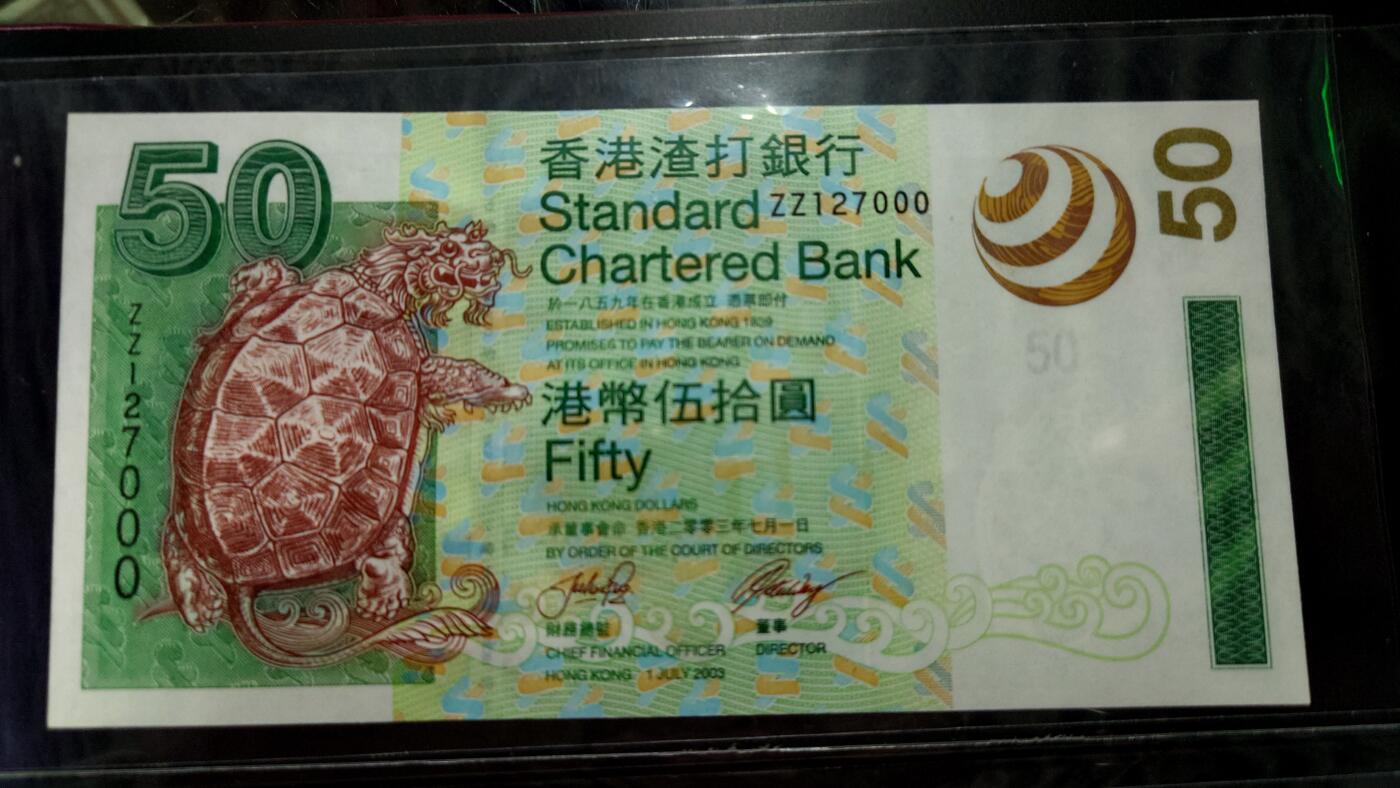 50
ZZ127000
香港渣打銀行
Standard ZZ127000
Chartered Bank
於一八五九年在香港成立 憑票即付
ESTABLISHED IN HONG KONG 1859
PROMISES TO PAY THE BEARER ON DEMAND
AT ITS OFFICE IN HONG KONG
港幣伍拾圓
Fifty
HONG KONG DOLLARS
承董事會命 香港二零零三年七月一日
BY ORDER OF THE COURT OF DIRECTORS
財務總監 董事
CHIEF FINANCIAL OFFICER DIRECTOR
HONG KONG 1 JULY 2003
50
50